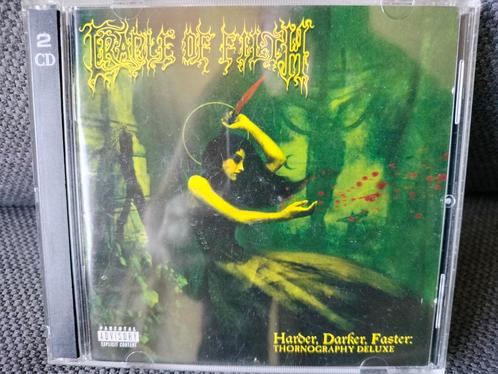 2
CD
CRADLE OF FILTH
PARENTAL
ADVISORY
EXPLICIT CONTENT
Harder, Darker, Faster:
THORNOGRAPHY DELUXE